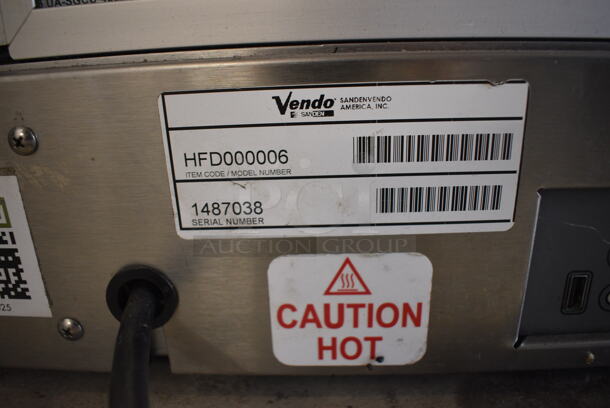 Vendo
SANDEN
SANDENVENDO
AMERICA, INC.
HFD000006
ITEM CODE / MODEL NUMBER
1487038
SERIAL NUMBER
AUCTION GROUP
CAUTION
HOT